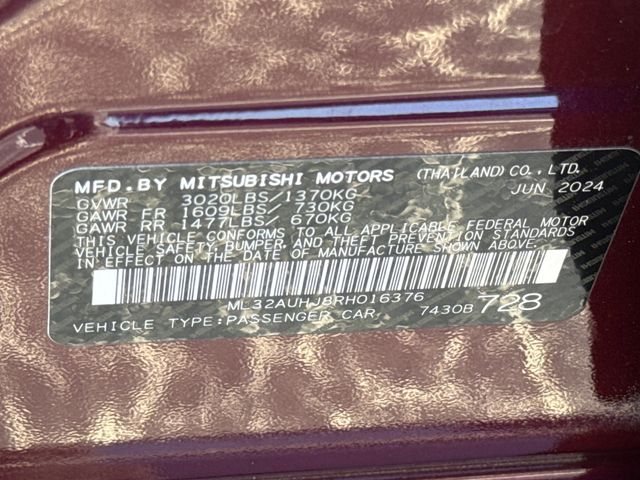 MFD.BY MITSUBISHI MOTORS (THAILAND) CO., LTD.
GVWR 3020LBS/1370KG JUN 2024
GAWR FR 1609LBS/ 730KG
GAWR RR 1477LBS/ 670KG
THIS VEHICLE CONFORMS TO ALL APPLICABLE FEDERAL MOTOR
VEHICLE SAFETY, BUMPER, AND THEFT PREVENTION STANDARDS
IN EFFECT ON THE DATE OF MANUFACTURE SHOWN ABOVE.
ML32AUHJ8RH016376
VEHICLE TYPE:PASSENGER CAR. 7430B 728